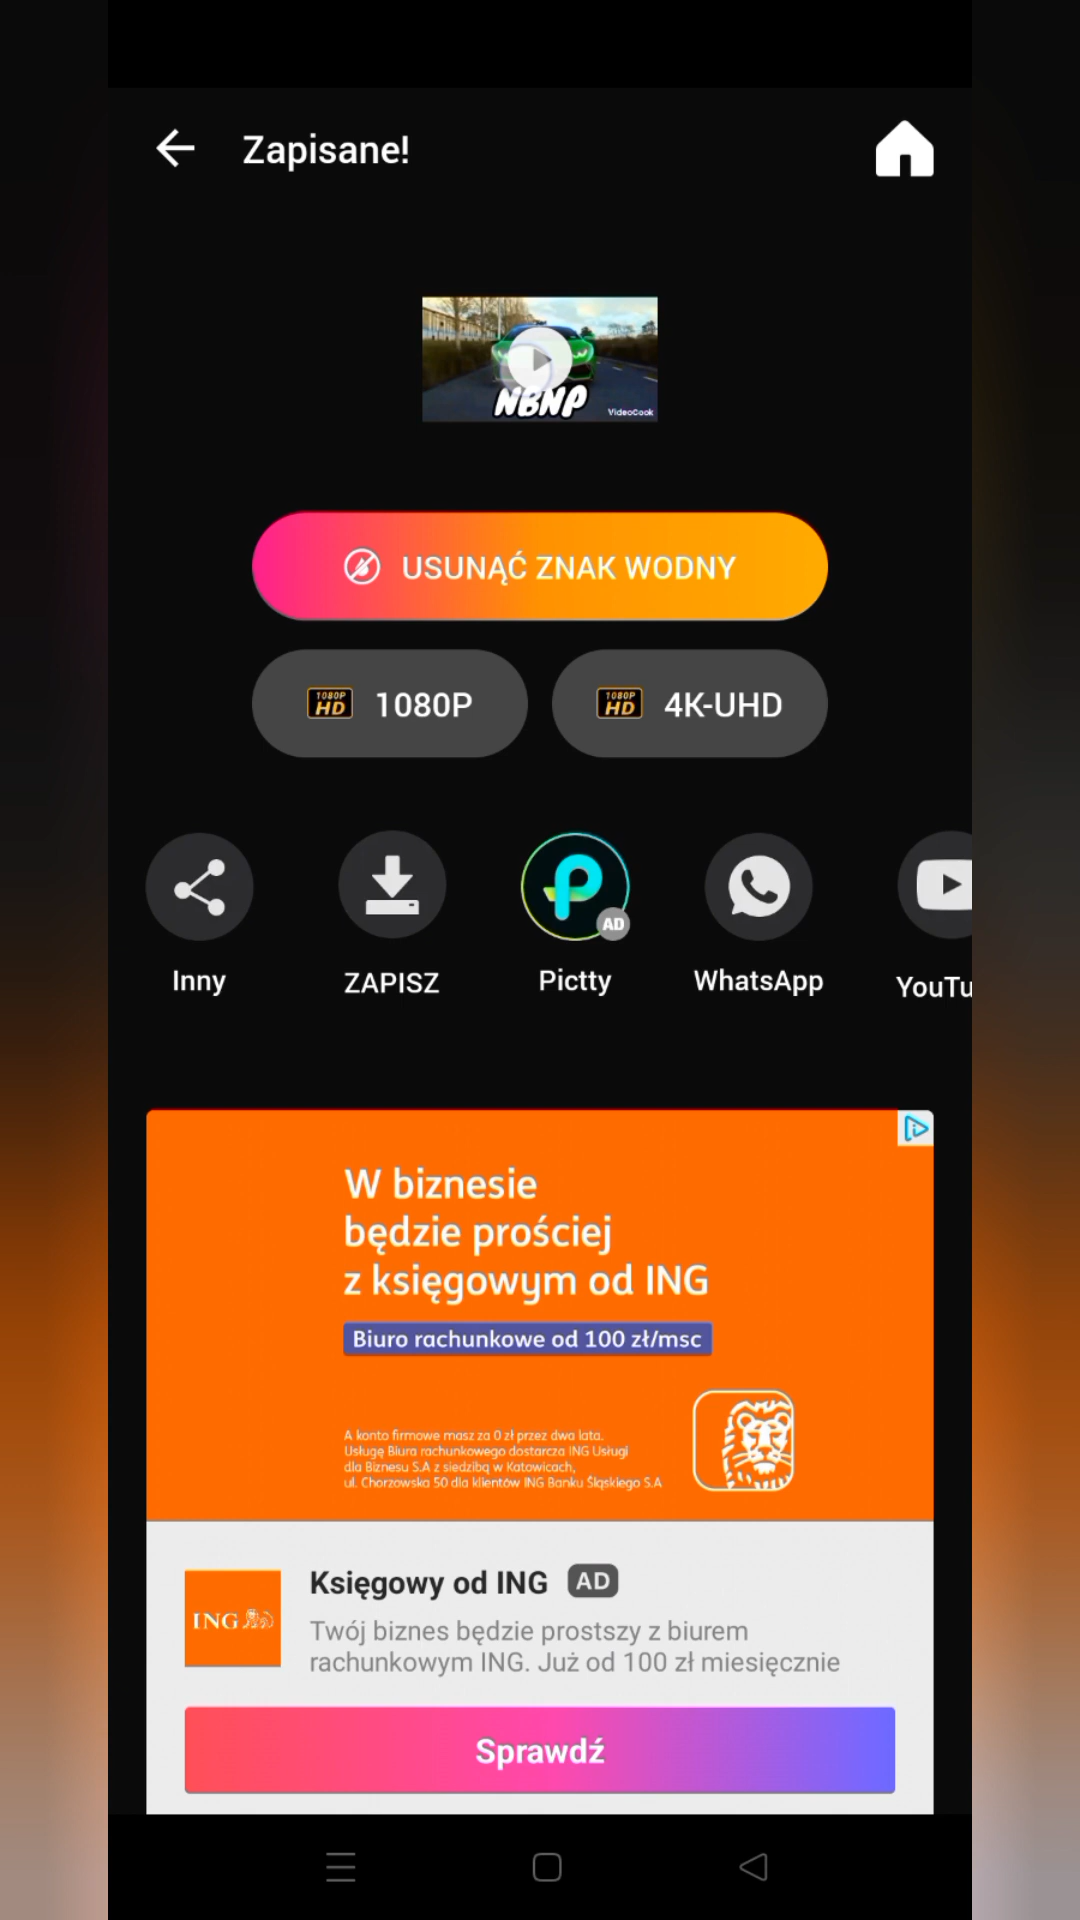 Zapisane!
NBNP
VideoCook
USUNĄĆ ZNAK WODNY
1080P
HD
1080P
1080P
HD
4K-UHD
Inny
ZAPISZ
AD
Pictty
WhatsApp
YouTu
W biznesie
będzie prościej
z księgowym od ING
Biuro rachunkowe od 100 zł/msc
A konto firmowe masz za 0 zł przez dwa lata.
Usługę Biura rachunkowego dostarcza ING Usługi
dla Biznesu S.A z siedzibą w Katowicach,
ul. Chorzowska 50 dla klientów ING Banku Śląskiego S.A
ING
Księgowy od ING AD
Twój biznes będzie prostszy z biurem
rachunkowym ING. Już od 100 zł miesięcznie
Sprawdź